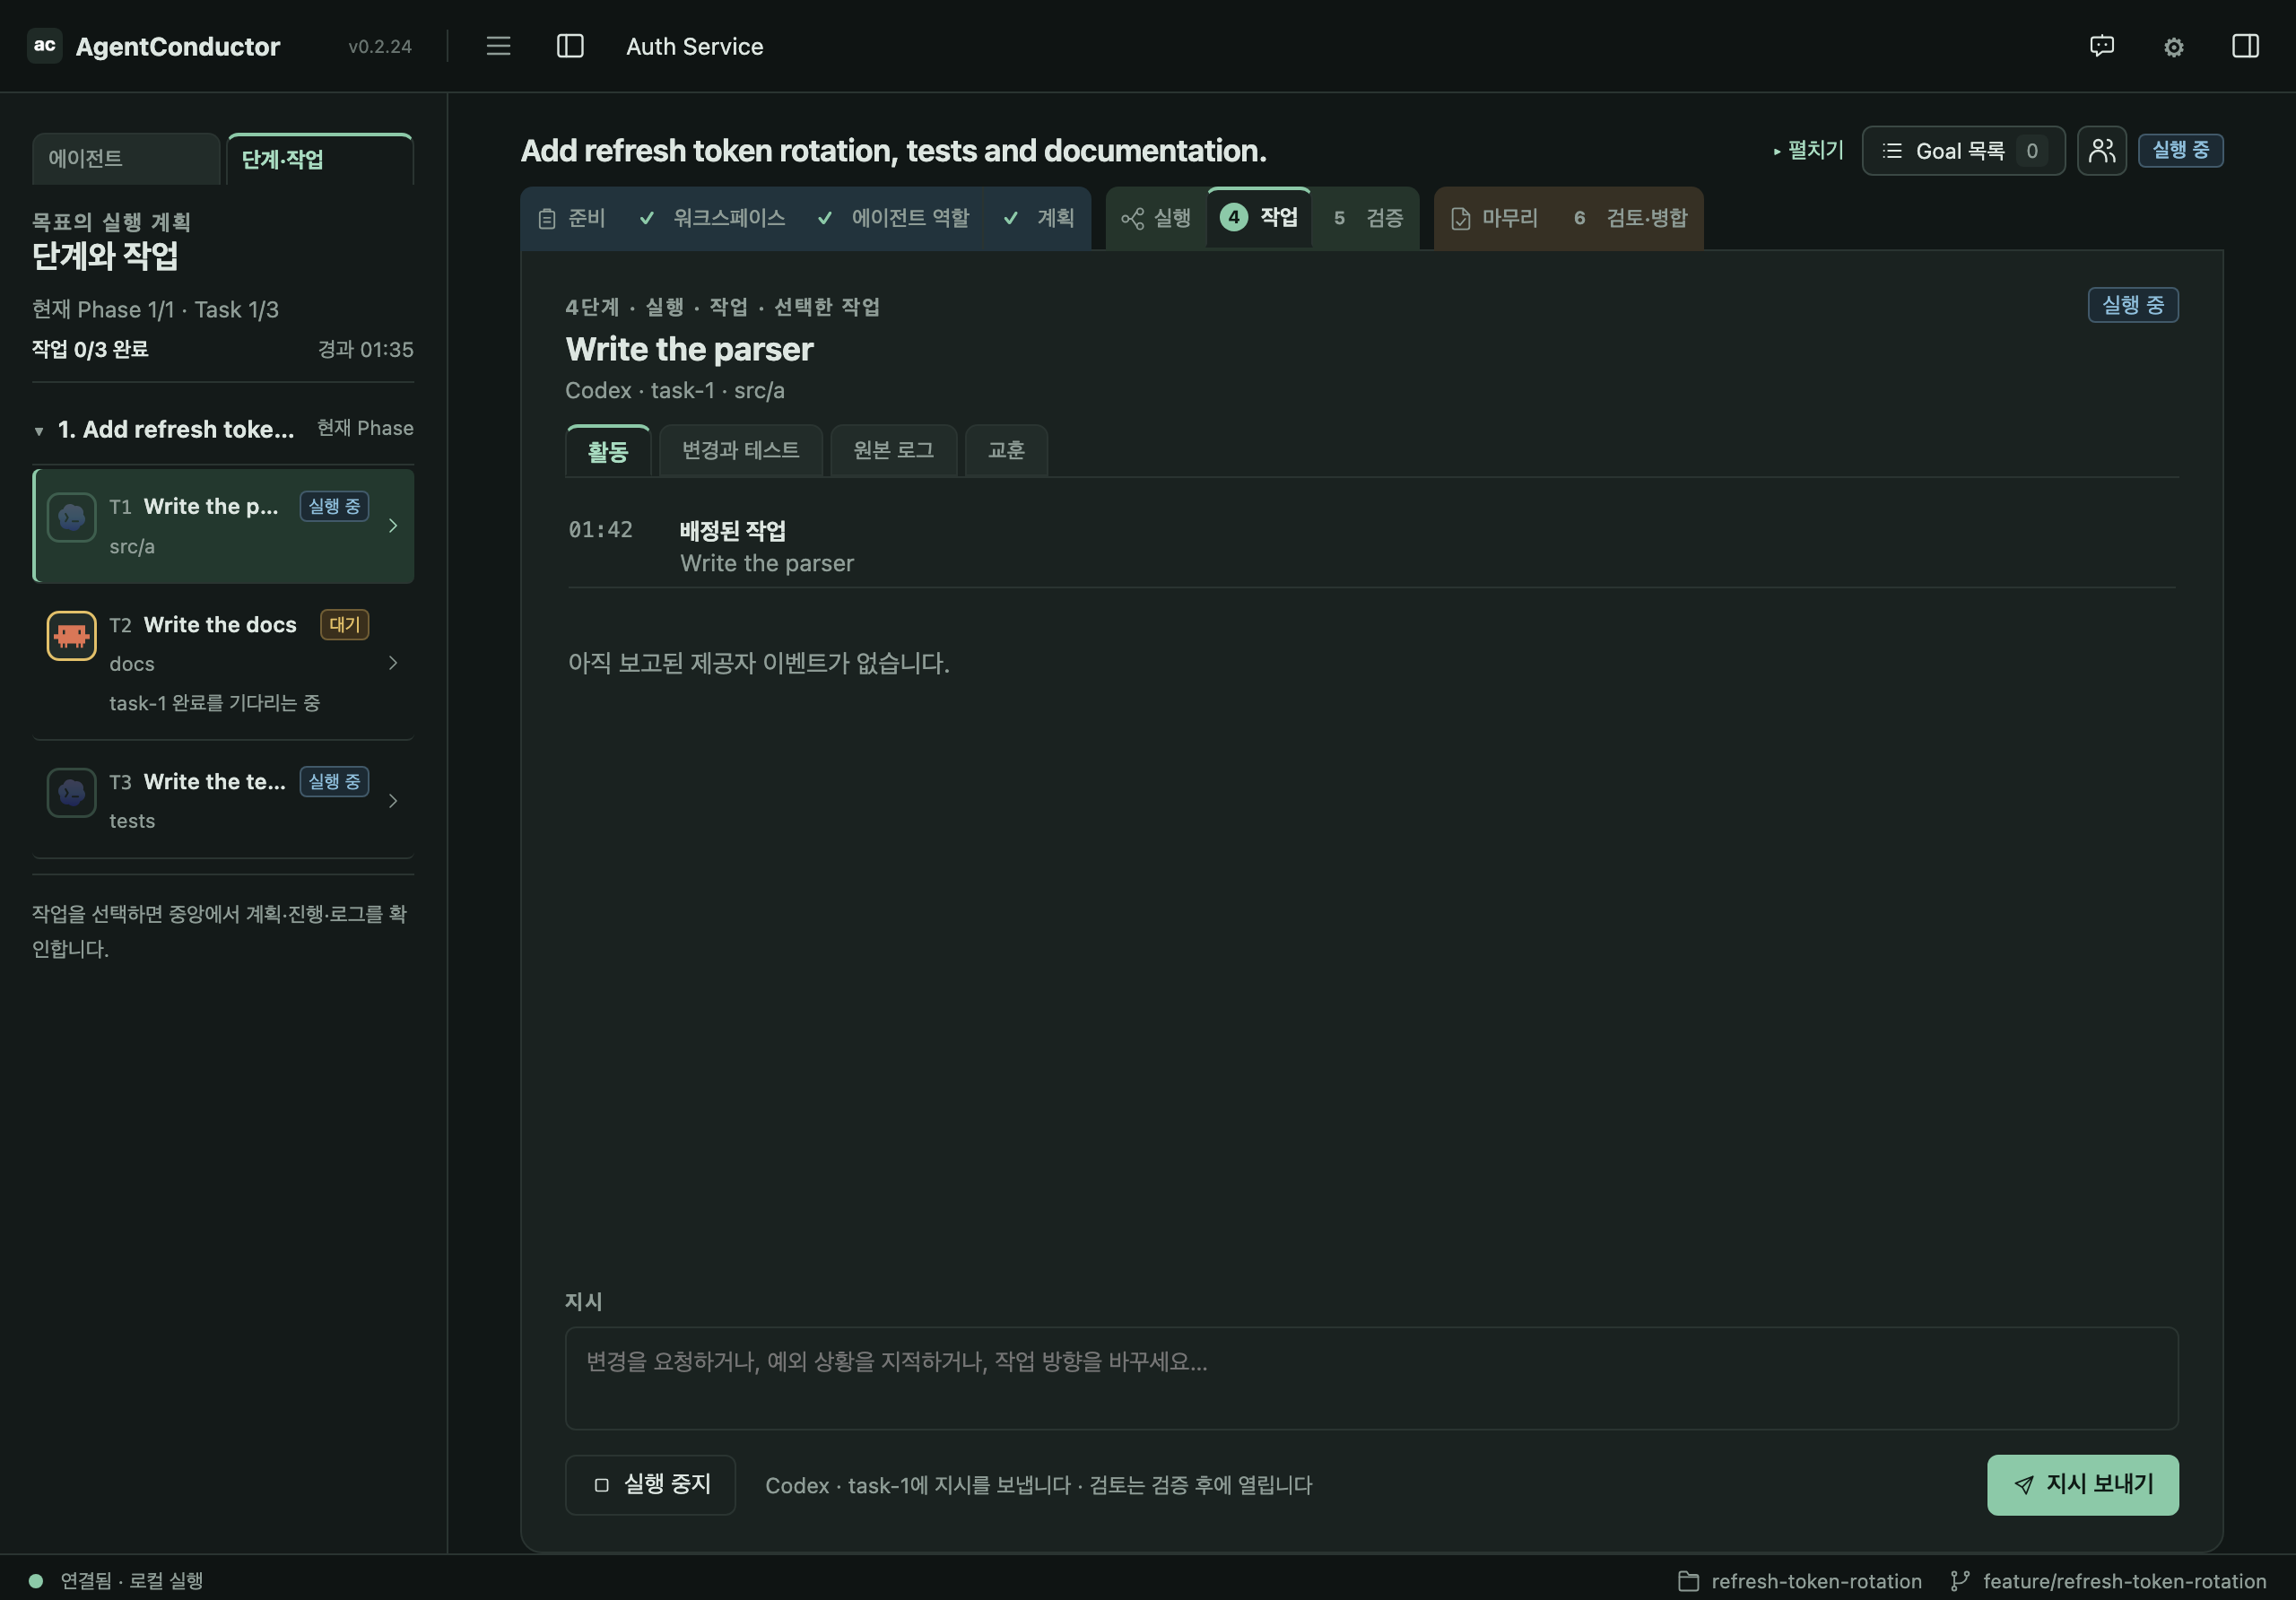 ac AgentConductor v0.2.24 Auth Service
에이전트 단계·작업
목표의 실행 계획
단계와 작업
현재 Phase 1/1 · Task 1/3
작업 0/3 완료 경과 01:35
1. Add refresh toke... 현재 Phase
T1 Write the p... 실행 중
src/a
T2 Write the docs 대기
docs
task-1 완료를 기다리는 중
T3 Write the te... 실행 중
tests
작업을 선택하면 중앙에서 계획·진행·로그를 확
인합니다.
Add refresh token rotation, tests and documentation.
펼치기 Goal 목록 0 실행 중
준비 워크스페이스 에이전트 역할 계획 실행 4 작업 5 검증 마무리 6 검토·병합
4단계 · 실행 · 작업 · 선택한 작업
실행 중
Write the parser
Codex · task-1 · src/a
활동 변경과 테스트 원본 로그 교훈
01:42 배정된 작업
Write the parser
아직 보고된 제공자 이벤트가 없습니다.
지시
변경을 요청하거나, 예외 상황을 지적하거나, 작업 방향을 바꾸세요...
실행 중지 Codex · task-1에 지시를 보냅니다 · 검토는 검증 후에 열립니다 지시 보내기
연결됨 · 로컬 실행 refresh-token-rotation feature/refresh-token-rotation